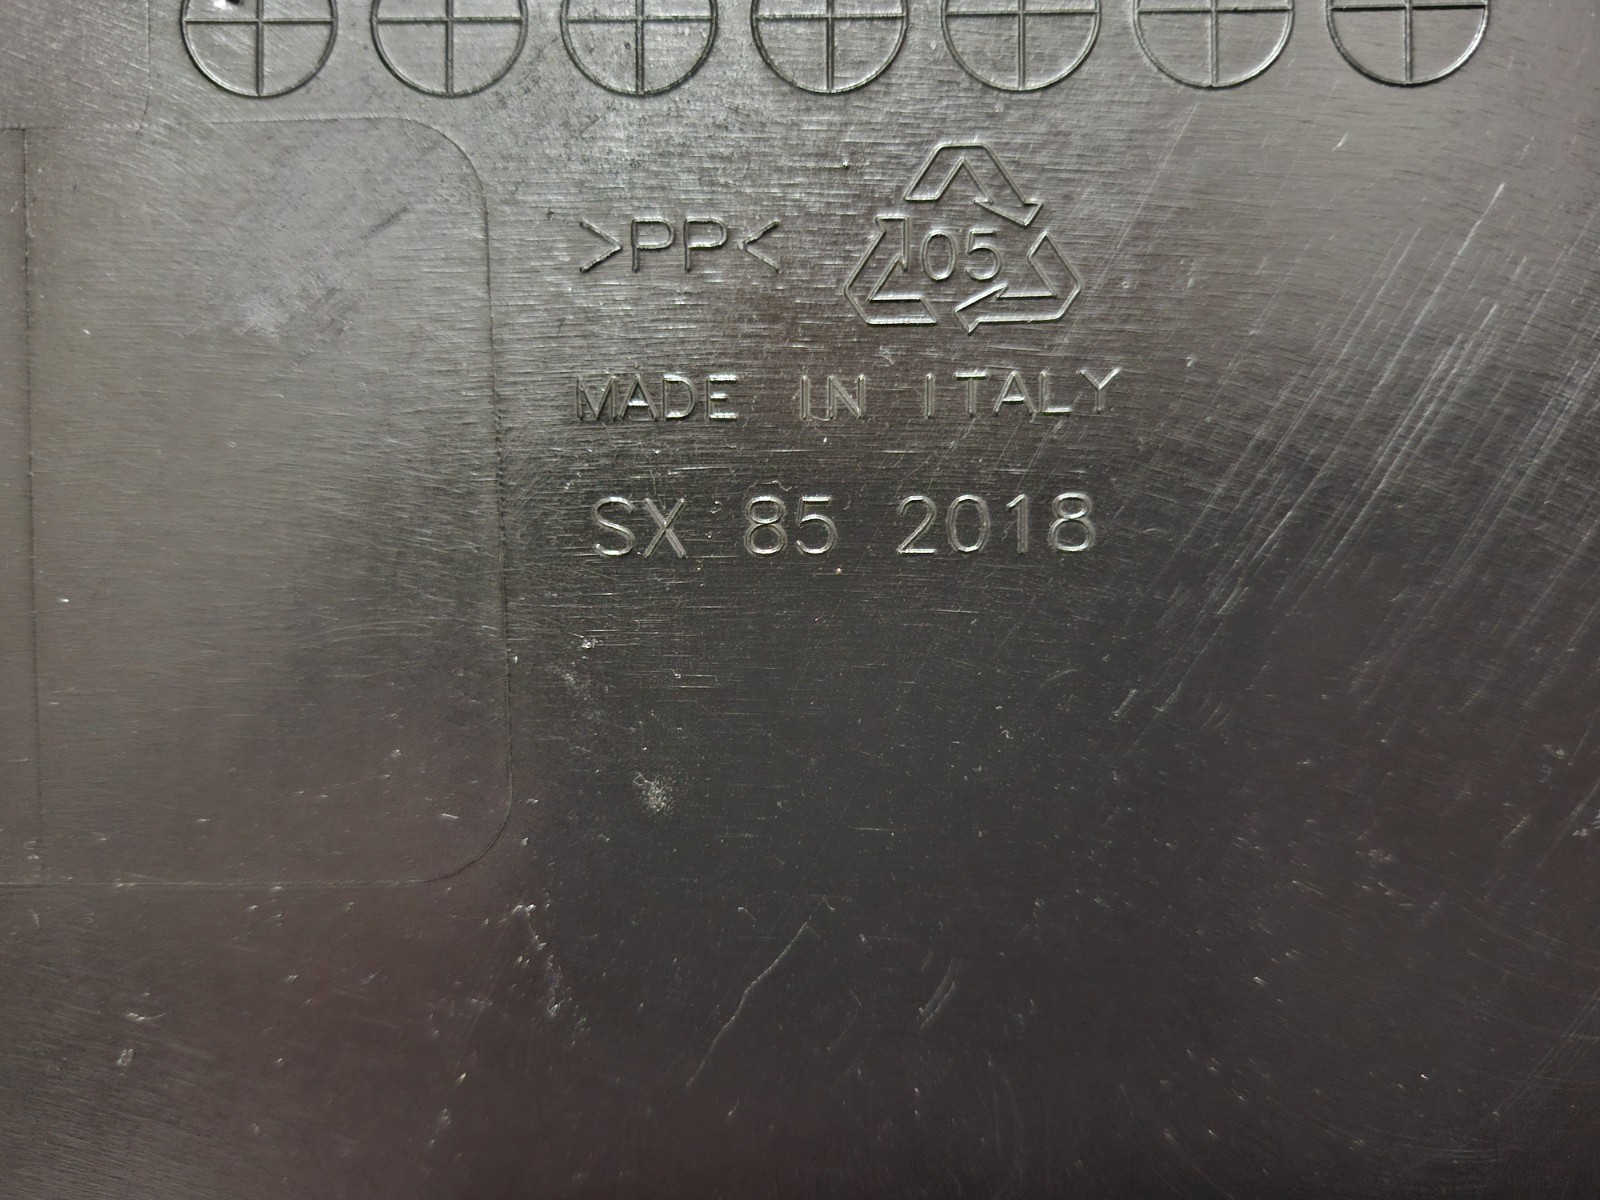 >PP< 05
MADE IN ITALY
SX 85 2018